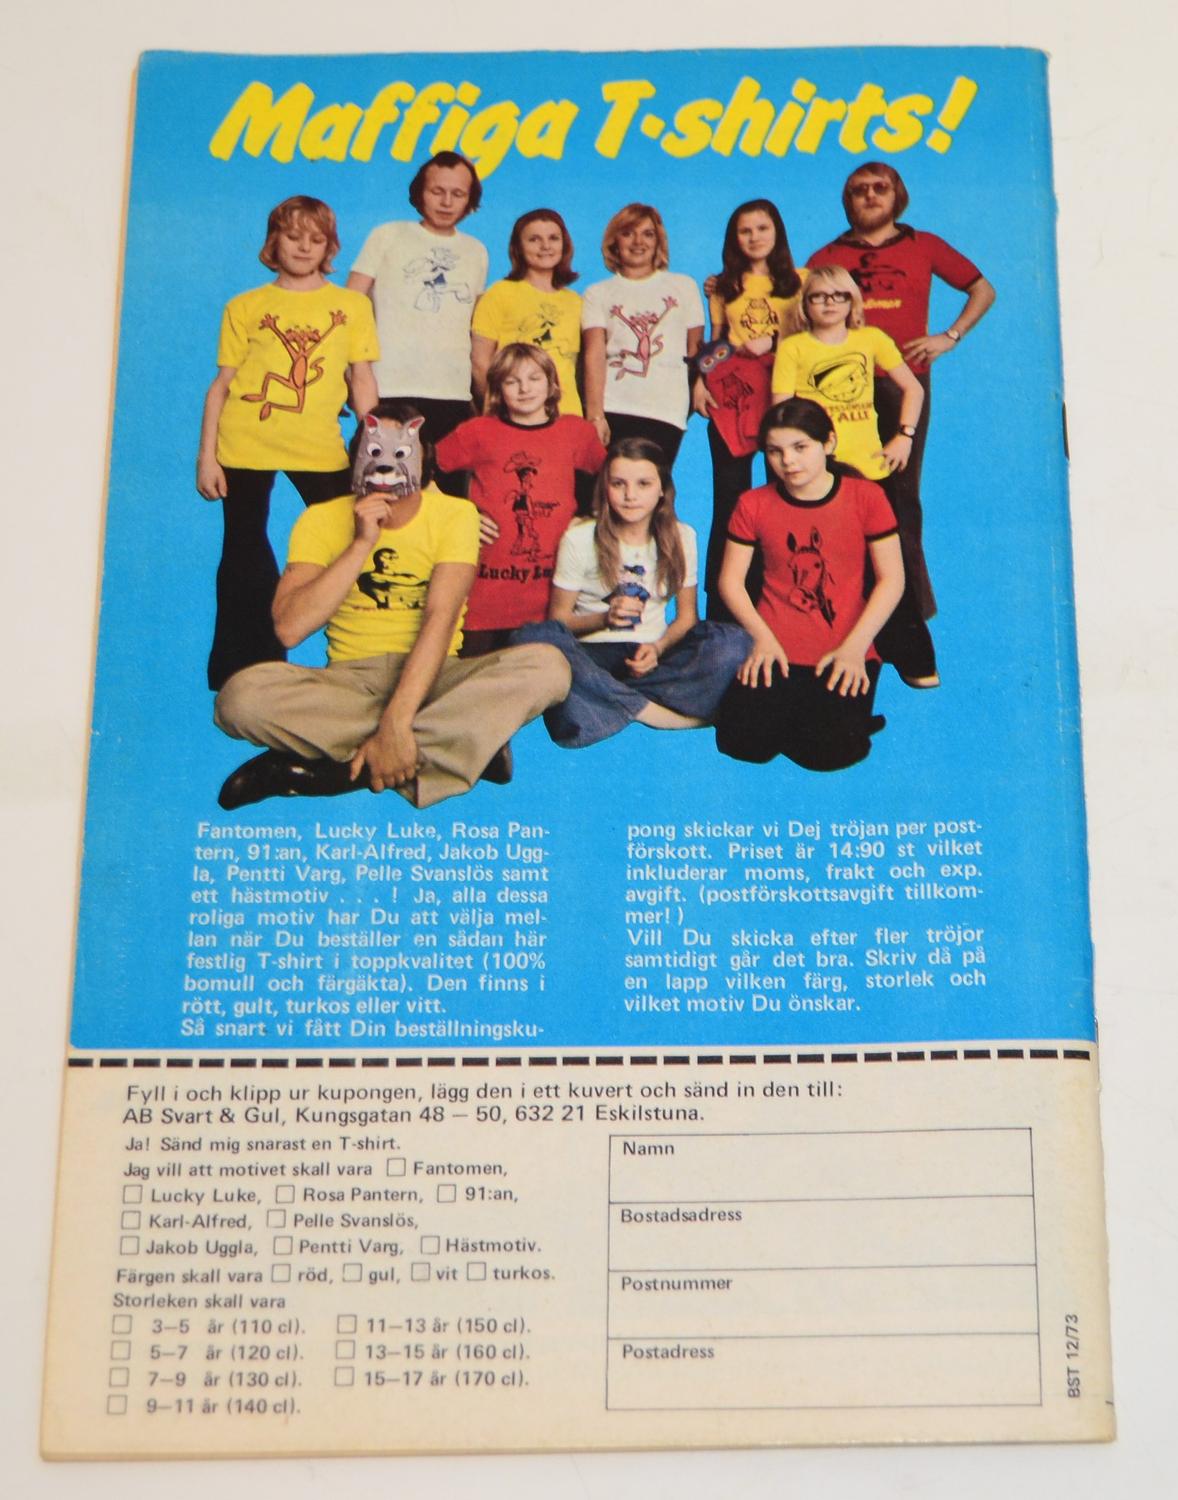 Maffiga T-shirts!
Lucky
ALLE
Fantomen, Lucky Luke, Rosa Pan-
tern, 91:an, Karl-Alfred, Jakob Ugg-
la, Pentti Varg, Pelle Svanslös samt
ett hästmotiv . . . ! Ja, alla dessa
roliga motiv har Du att välja mel-
lan när Du beställer en sådan här
festlig T-shirt i toppkvalitet (100%
bomull och färgäkta). Den finns i
rött, gult, turkos eller vitt.
Så snart vi fått Din beställningsku-
pong skickar vi Dej tröjan per post-
förskott. Priset är 14:90 st vilket
inkluderar moms, frakt och exp.
avgift. (postförskottsavgift tillkom-
mer!)
Vill Du skicka efter fler tröjor
samtidigt går det bra. Skriv då på
en lapp vilken färg, storlek och
vilket motiv Du önskar.
Fyll i och klipp ur kupongen, lägg den i ett kuvert och sänd in den till:
AB Svart & Gul, Kungsgatan 48 – 50, 632 21 Eskilstuna.
Ja! Sänd mig snarast en T-shirt.
Jag vill att motivet skall vara ☐ Fantomen,
☐ Lucky Luke, ☐ Rosa Pantern, ☐ 91:an,
☐ Karl-Alfred, ☐ Pelle Svanslös,
☐ Jakob Uggla, ☐ Pentti Varg, ☐ Hästmotiv.
Färgen skall vara ☐ röd, ☐ gul, ☐ vit ☐ turkos.
Storleken skall vara
☐ 3–5 år (110 cl). ☐ 11–13 år (150 cl).
☐ 5–7 år (120 cl). ☐ 13–15 år (160 cl).
☐ 7–9 år (130 cl). ☐ 15–17 år (170 cl).
☐ 9–11 år (140 cl).
Namn
Bostadsadress
Postnummer
Postadress
BST 12/73